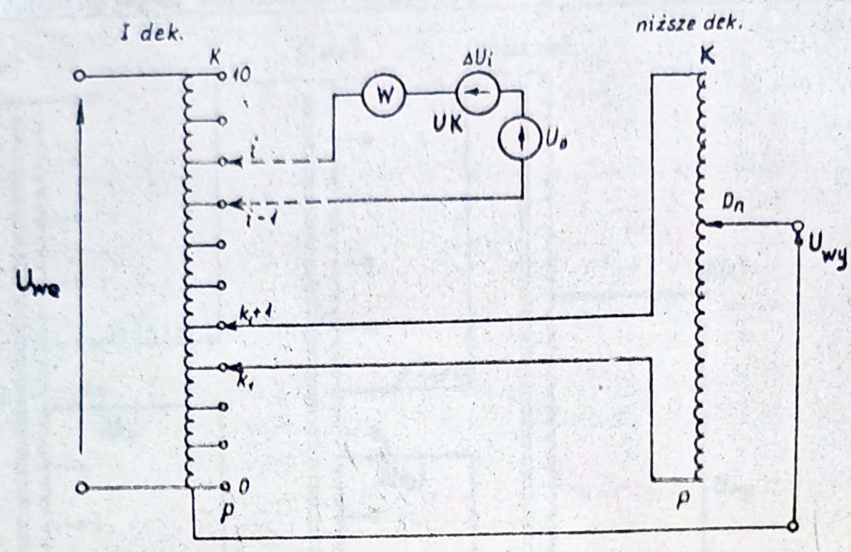 I dek.
niższe dek.
K
10
ΔUi
K
W
UK
U₀
i
i-1
Dn
Uwy
Uwe
k₁+1
k₁
0
p
p